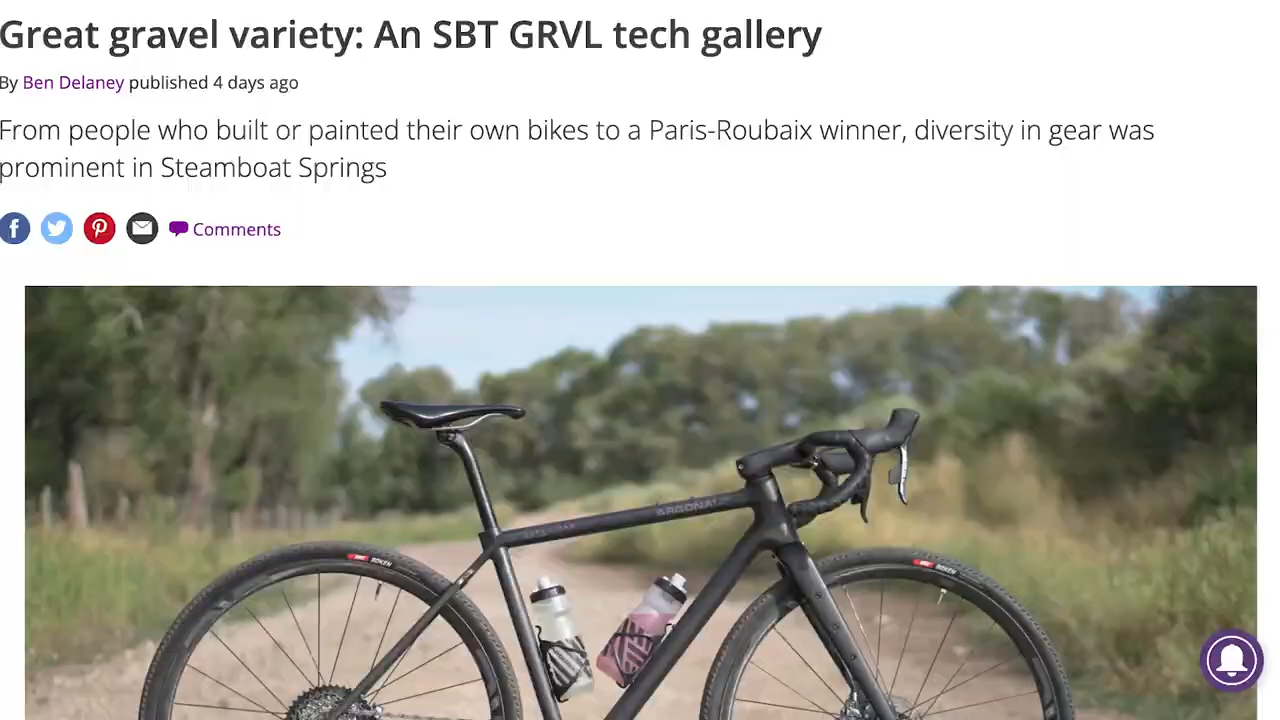 Great gravel variety: An SBT GRVL tech gallery
By Ben Delaney published 4 days ago
From people who built or painted their own bikes to a Paris-Roubaix winner, diversity in gear was
prominent in Steamboat Springs
Comments
ARGONAUT
BOKEN
BOKEN